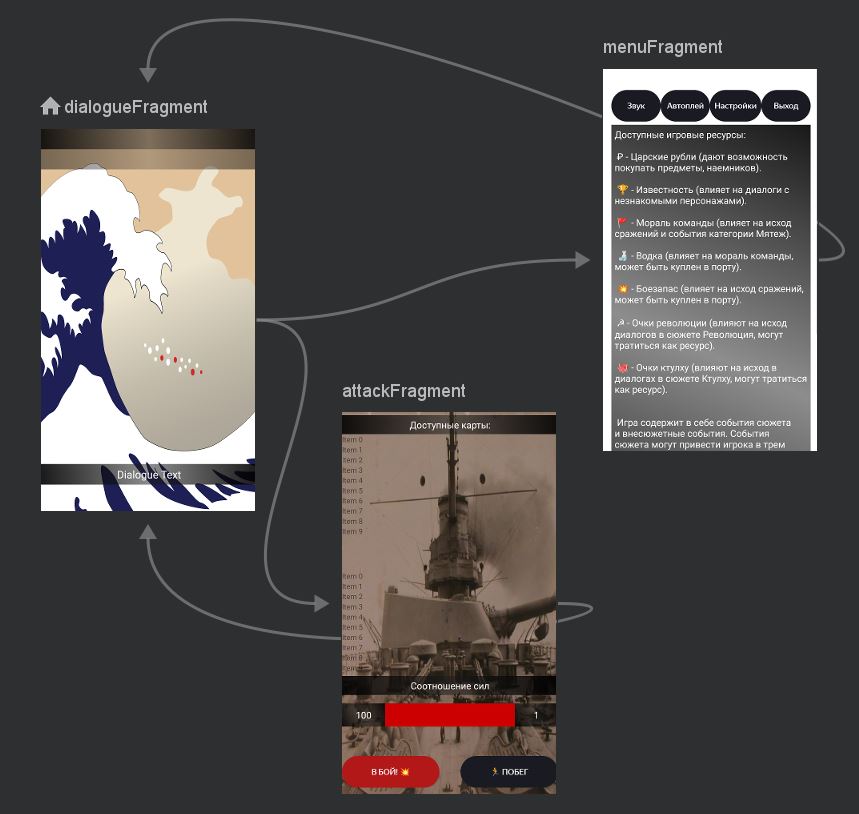 menuFragment
Звук Автоплей Настройки Выход
Доступные игровые ресурсы:
₽ - Царские рубли (дают возможность
покупать предметы, наемников).
🏆 - Известность (влияет на диалоги с
незнакомыми персонажами).
🚩 - Мораль команды (влияет на исход
сражений и события категории Мятеж).
🍶 - Водка (влияет на мораль команды,
может быть куплен в порту).
💥 - Боезапас (влияет на исход сражений,
может быть куплен в порту).
☭ - Очки революции (влияют на исход
диалогов в сюжете Революция, могут
тратиться как ресурс).
🐙 - Очки ктулху (влияют на исход в
диалогах в сюжете Ктулху, могут тратиться
как ресурс).
Игра содержит в себе события сюжета
и внесюжетные события. События
сюжета могут привести игрока в трем
dialogueFragment
Dialogue Text
attackFragment
Доступные карты:
Item 0
Item 1
Item 2
Item 3
Item 4
Item 5
Item 6
Item 7
Item 8
Item 9
Item 0
Item 1
Item 2
Item 3
Item 4
Item 5
Item 6
Item 7
Item 8
Соотношение сил
100 1
В БОЙ! 💥 🏃 ПОБЕГ